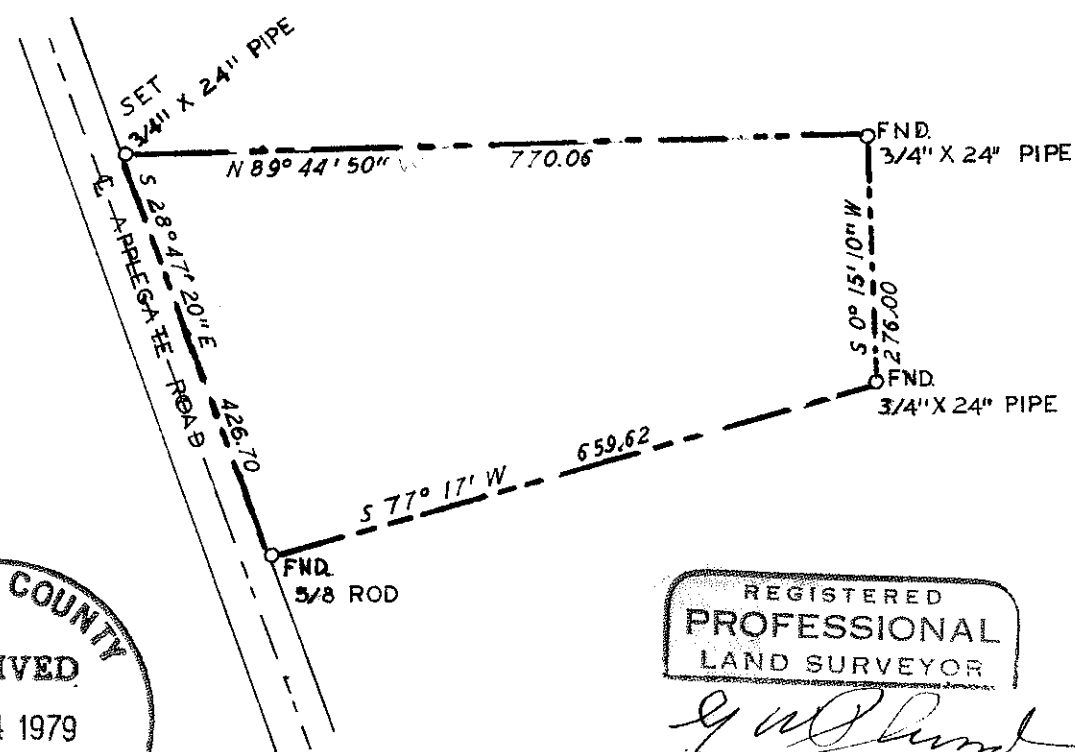 SET
3/4" X 24" PIPE
FND.
3/4" X 24" PIPE
N 89° 44' 50" W
770.06
S 28° 47' 20" E
426.70
℄ APPLEGATE ROAD
S 0° 15' 10" W
276.00
FND.
3/4" X 24" PIPE
659.62
S 77° 17' W
FND.
5/8 ROD
COUNTY
1979
REGISTERED
PROFESSIONAL
LAND SURVEYOR